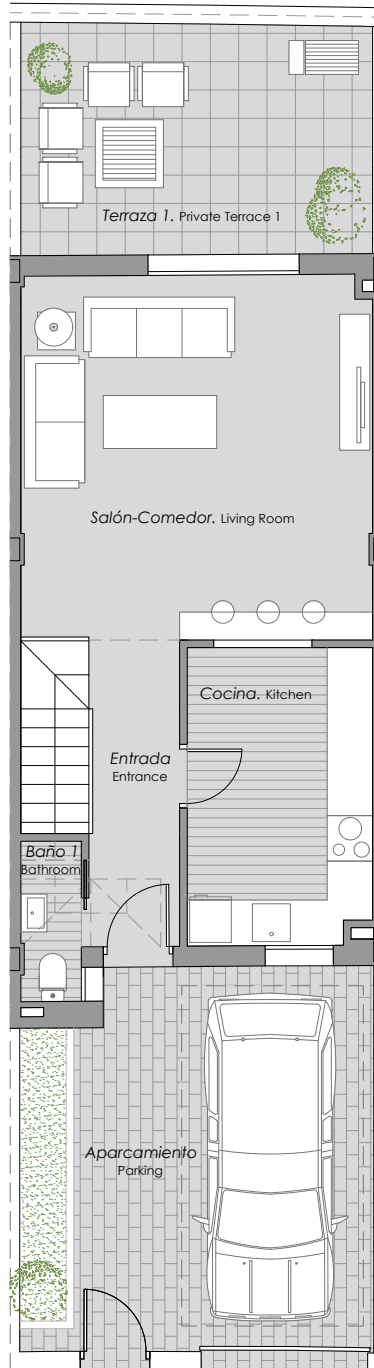 Terraza 1. Private Terrace 1
Salón-Comedor. Living Room
Cocina. Kitchen
Entrada
Entrance
Baño 1
Bathroom
Aparcamiento
Parking